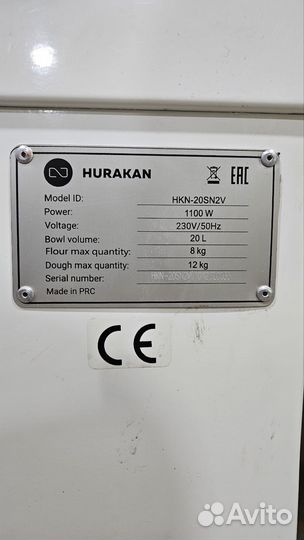 HURAKAN EAC
Model ID: HKN-20SN2V
Power: 1100 W
Voltage: 230V/50Hz
Bowl volume: 20 L
Flour max quantity: 8 kg
Dough max quantity: 12 kg
Serial number:
Made in PRC
CE
Avito